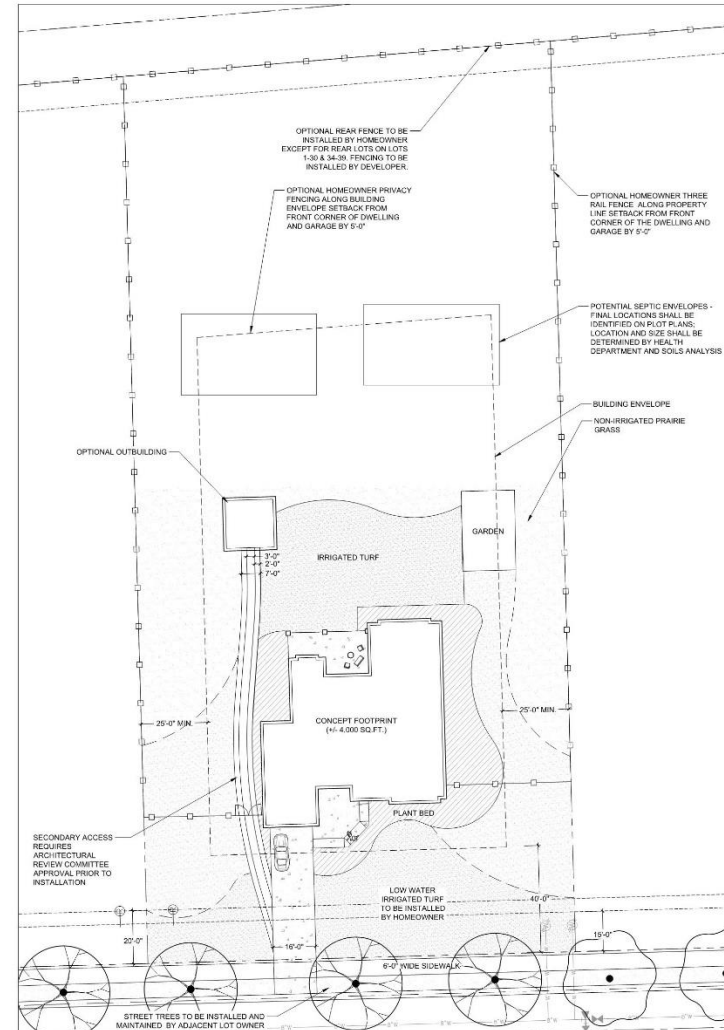 OPTIONAL REAR FENCE TO BE
INSTALLED BY HOMEOWNER
EXCEPT FOR REAR LOTS ON LOTS
1-30 & 34-39. FENCING TO BE
INSTALLED BY DEVELOPER.
OPTIONAL HOMEOWNER PRIVACY
FENCING ALONG BUILDING
ENVELOPE SETBACK FROM
FRONT CORNER OF DWELLING
AND GARAGE BY 5'-0"
OPTIONAL HOMEOWNER THREE
RAIL FENCE ALONG PROPERTY
LINE SETBACK FROM FRONT
CORNER OF THE DWELLING AND
GARAGE BY 5'-0"
POTENTIAL SEPTIC ENVELOPES -
FINAL LOCATIONS SHALL BE
IDENTIFIED ON PLOT PLANS;
LOCATION AND SIZE SHALL BE
DETERMINED BY HEALTH
DEPARTMENT AND SOILS ANALYSIS
BUILDING ENVELOPE
NON-IRRIGATED PRAIRIE
GRASS
OPTIONAL OUTBUILDING
GARDEN
IRRIGATED TURF
3'-0"
2'-0"
7'-0"
25'-0" MIN.
CONCEPT FOOTPRINT
(+/- 4,000 SQ.FT.)
25'-0" MIN.
PLANT BED
SECONDARY ACCESS
REQUIRES
ARCHITECTURAL
REVIEW COMMITTEE
APPROVAL PRIOR TO
INSTALLATION
LOW WATER
IRRIGATED TURF
TO BE INSTALLED
BY HOMEOWNER
40'-0"
20'-0"
16'-0"
15'-0"
6'-0" WIDE SIDEWALK
STREET TREES TO BE INSTALLED AND
MAINTAINED BY ADJACENT LOT OWNER